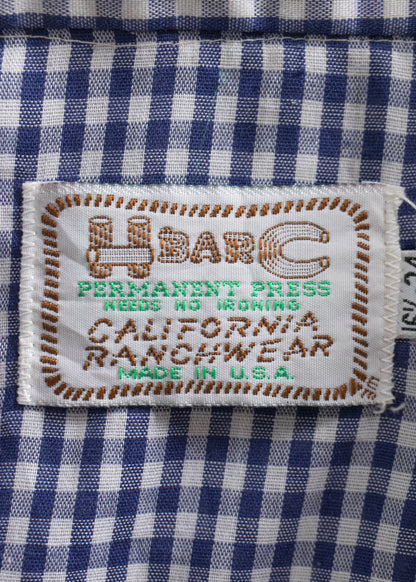 H BAR C
PERMANENT PRESS
NEEDS NO IRONING
CALIFORNIA
RANCHWEAR
MADE IN U.S.A.